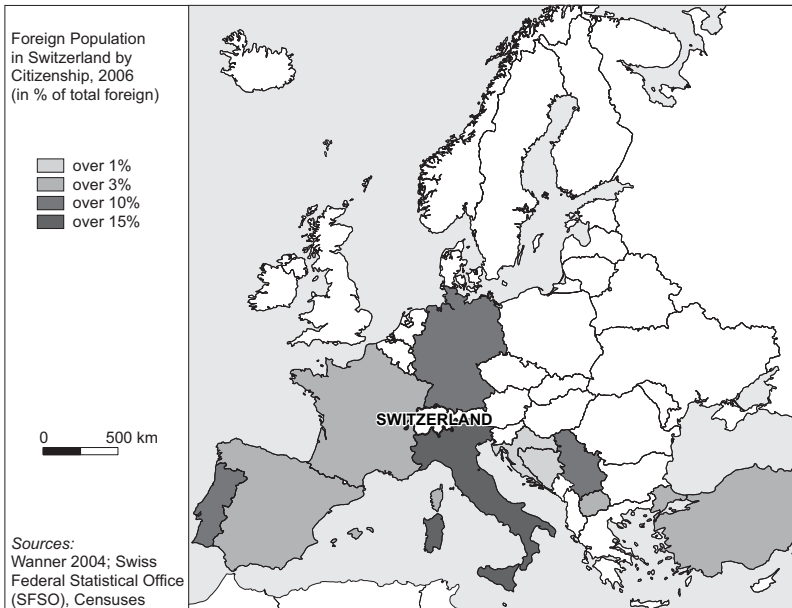 Foreign Population
in Switzerland by
Citizenship, 2006
(in % of total foreign)
over 1%
over 3%
over 10%
over 15%
SWITZERLAND
0 500 km
Sources:
Wanner 2004; Swiss
Federal Statistical Office
(SFSO), Censuses